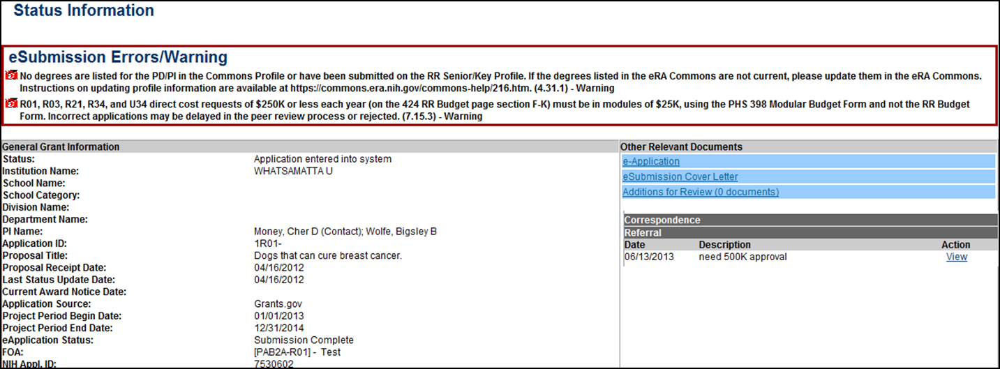 Status Information
eSubmission Errors/Warning
No degrees are listed for the PD/PI in the Commons Profile or have been submitted on the RR Senior/Key Profile. If the degrees listed in the eRA Commons are not current, please update them in the eRA Commons.
Instructions on updating profile information are available at https://commons.era.nih.gov/commons-help/216.htm. (4.31.1) - Warning
R01, R03, R21, R34, and U34 direct cost requests of $250K or less each year (on the 424 RR Budget page section F-K) must be in modules of $25K, using the PHS 398 Modular Budget Form and not the RR Budget
Form. Incorrect applications may be delayed in the peer review process or rejected. (7.15.3) - Warning
General Grant Information
Status: Application entered into system
Institution Name: WHATSAMATTA U
School Name:
School Category:
Division Name:
Department Name:
PI Name: Money, Cher D (Contact); Wolfe, Bigsley B
Application ID: 1R01-
Proposal Title: Dogs that can cure breast cancer.
Proposal Receipt Date: 04/16/2012
Last Status Update Date: 04/16/2012
Current Award Notice Date:
Application Source: Grants.gov
Project Period Begin Date: 01/01/2013
Project Period End Date: 12/31/2014
eApplication Status: Submission Complete
FOA: [PAB2A-R01] - Test
NIH Appl. ID: 7530602
Other Relevant Documents
e-Application
eSubmission Cover Letter
Additions for Review (0 documents)
Correspondence
Referral
Date Description Action
06/13/2013 need 500K approval View